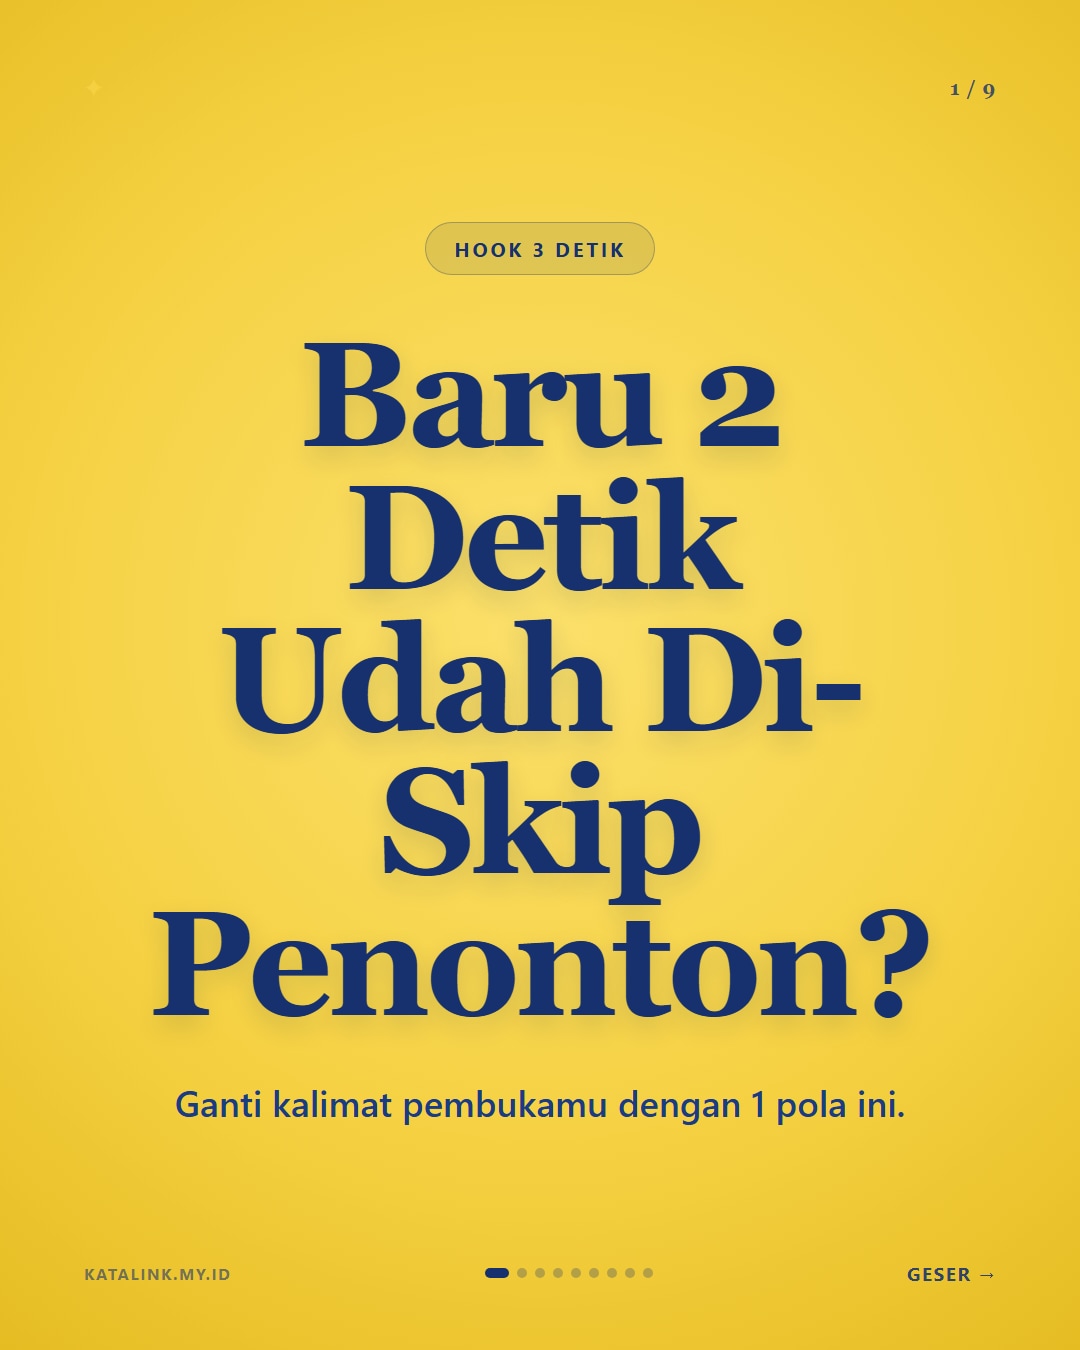 1 / 9
HOOK 3 DETIK
Baru 2
Detik
Udah Di-
Skip
Penonton?
Ganti kalimat pembukamu dengan 1 pola ini.
KATALINK.MY.ID
GESER →